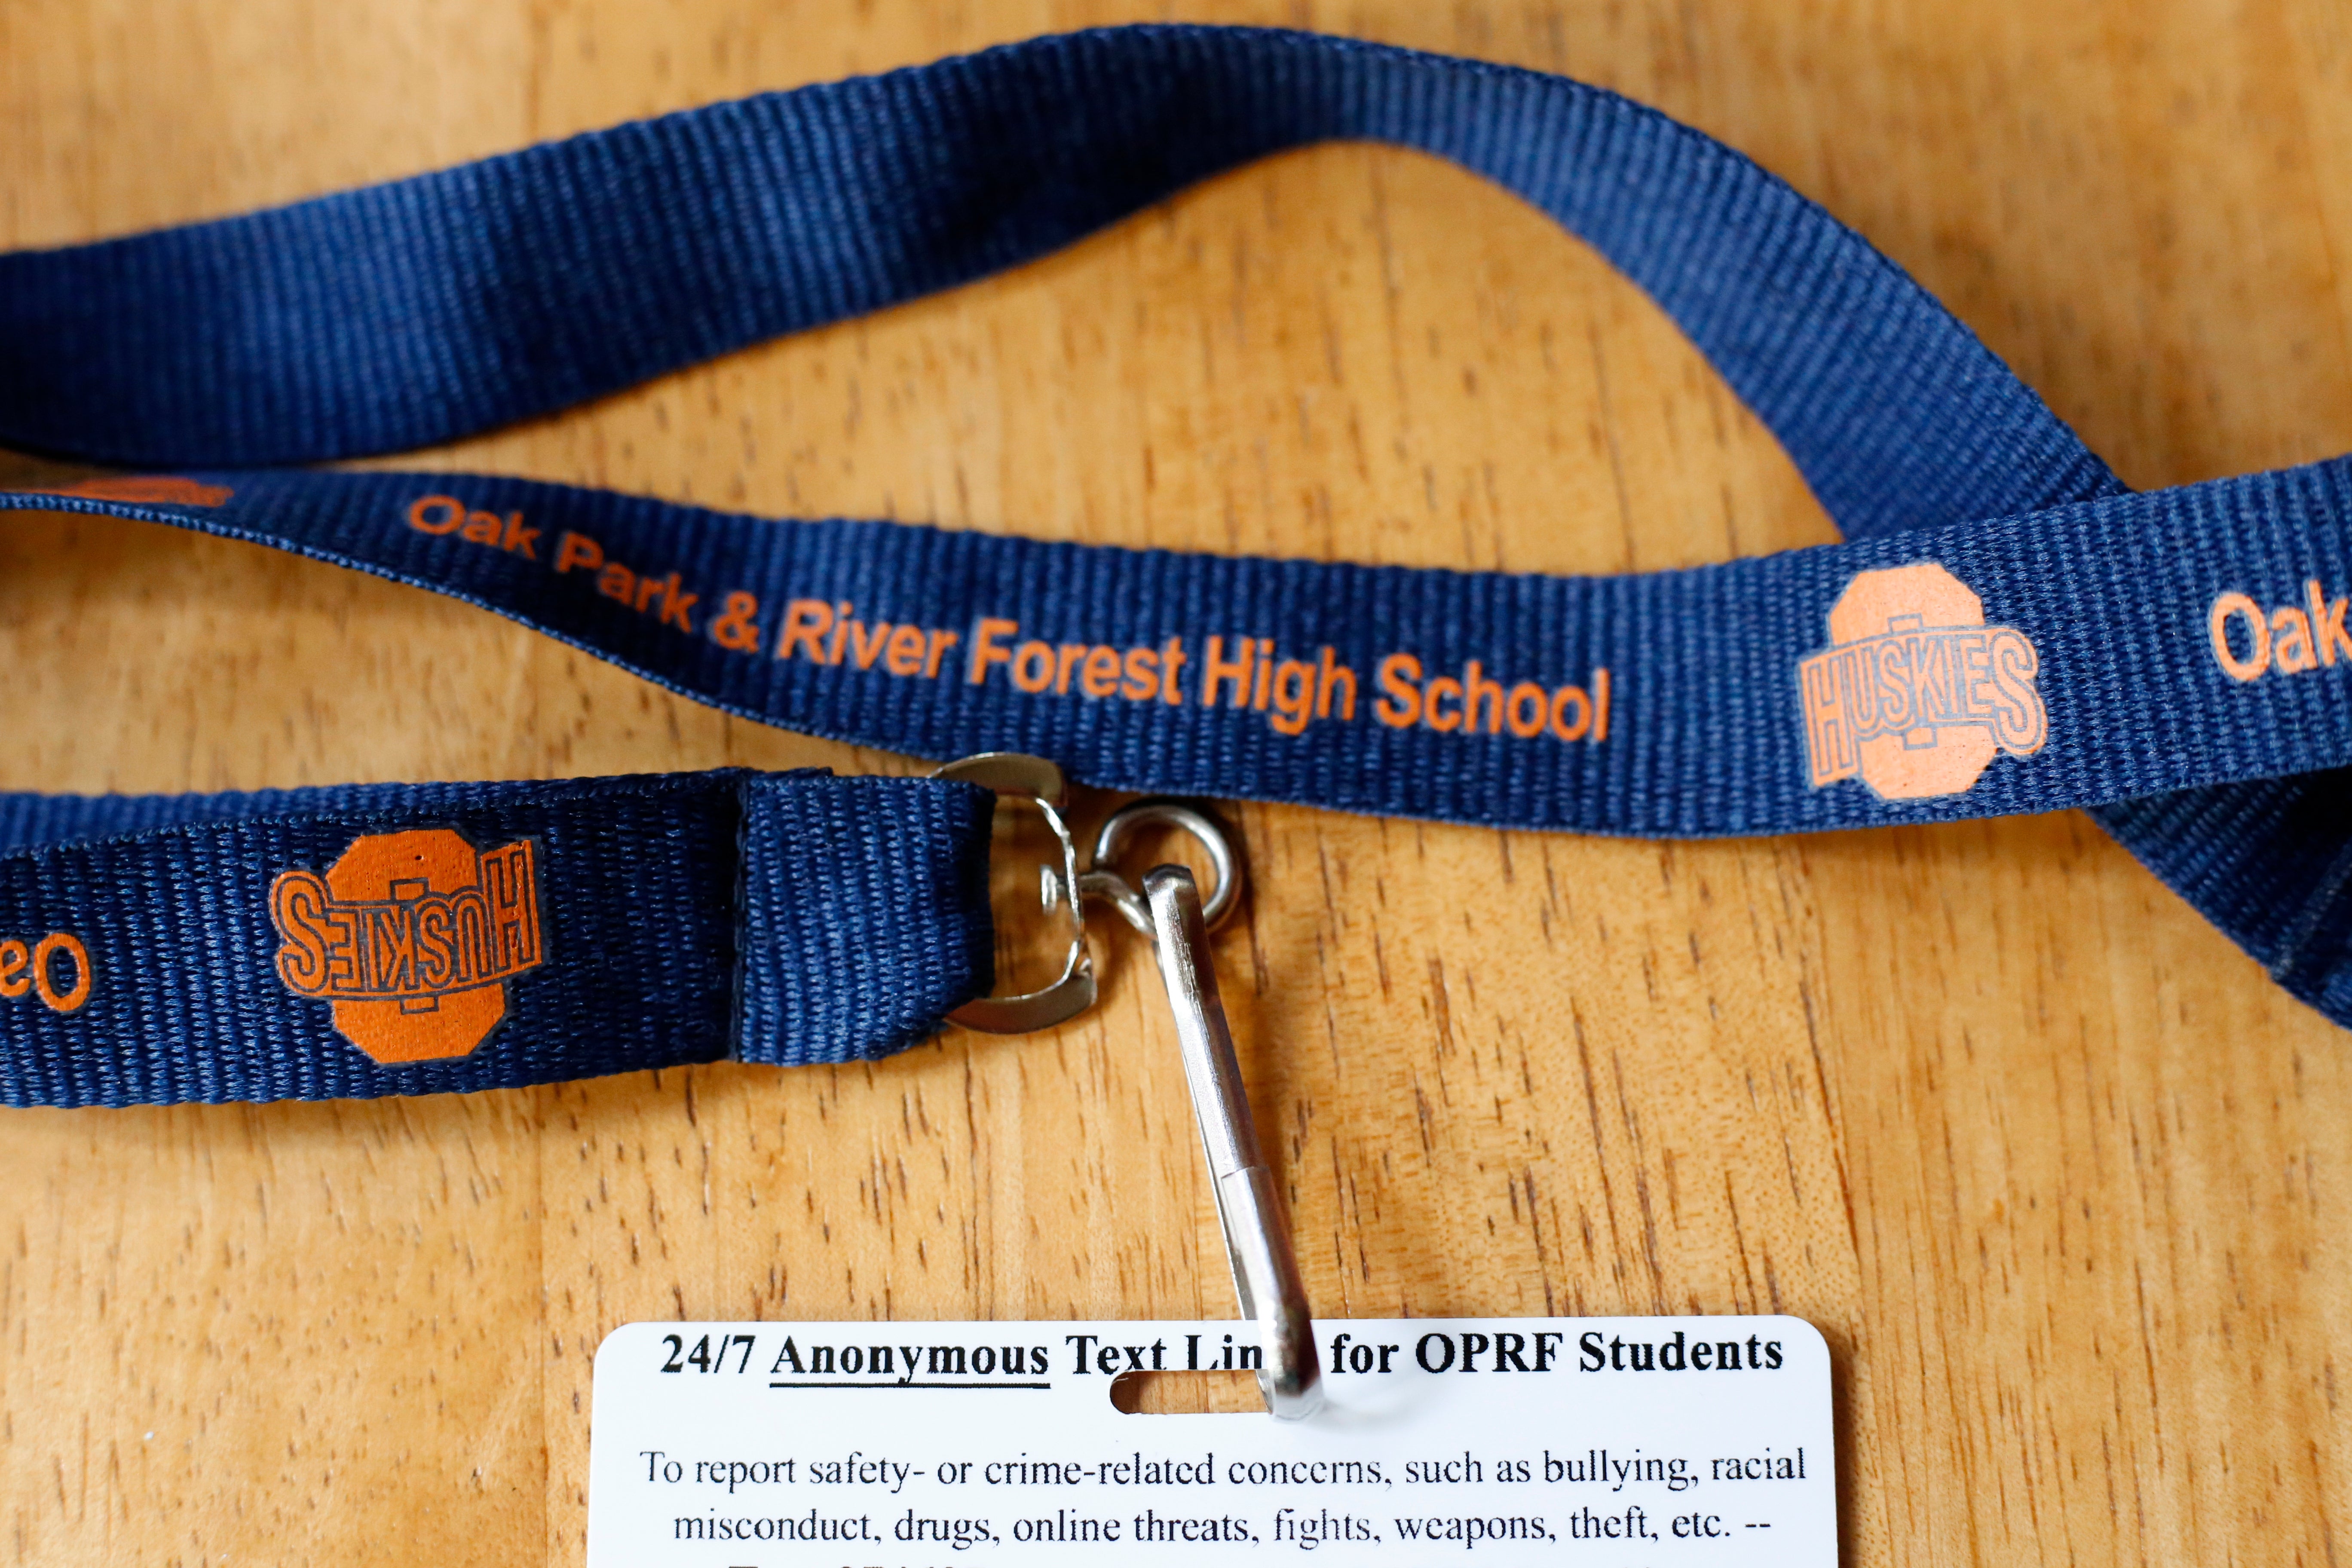 Oak Park & River Forest High School
HUSKIES
Oak
HUSKIES
Oa
24/7 Anonymous Text Lin for OPRF Students
To report safety- or crime-related concerns, such as bullying, racial
misconduct, drugs, online threats, fights, weapons, theft, etc. --